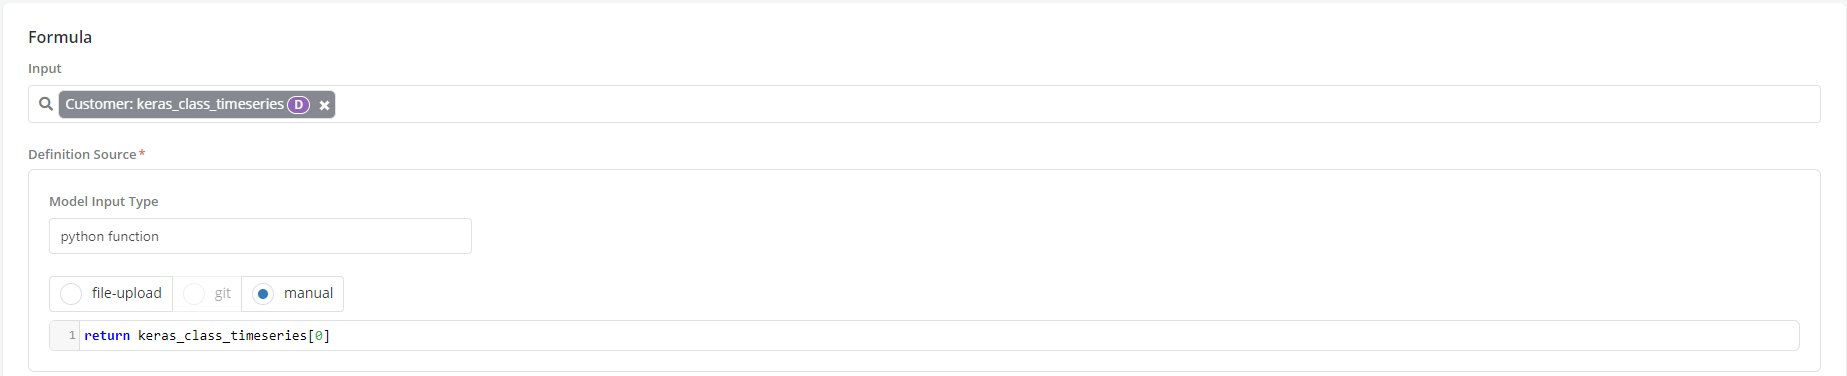 Formula
Input
Customer: keras_class_timeseries D ×
Definition Source*
Model Input Type
python function
file-upload git manual
1 return keras_class_timeseries[0]